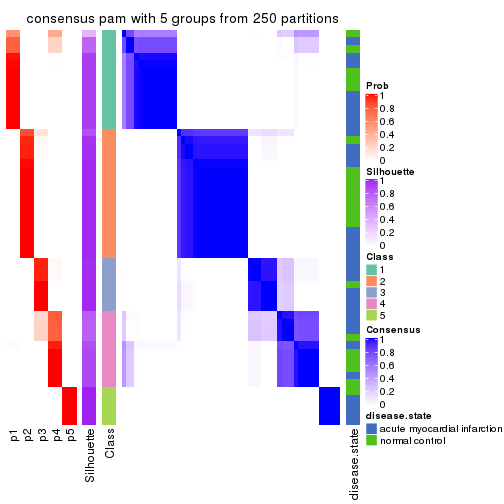 consensus pam with 5 groups from 250 partitions
Prob
1
0.8
0.6
0.4
0.2
0
Silhouette
1
0.8
0.6
0.4
0.2
0
Class
1
2
3
4
5
Consensus
1
0.8
0.6
0.4
0.2
0
disease.state
acute myocardial infarction
normal control
p1
p2
p3
p4
p5
Silhouette
Class
disease.state